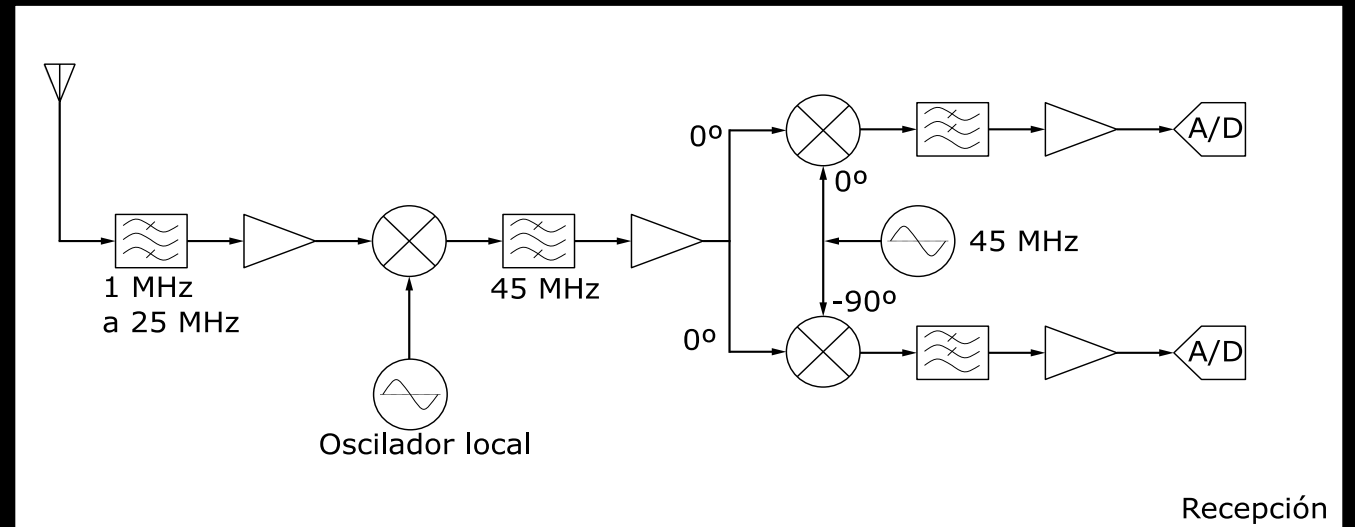 0º
A/D
0º
45 MHz
1 MHz
a 25 MHz
45 MHz
-90º
0º
A/D
Oscilador local
Recepción